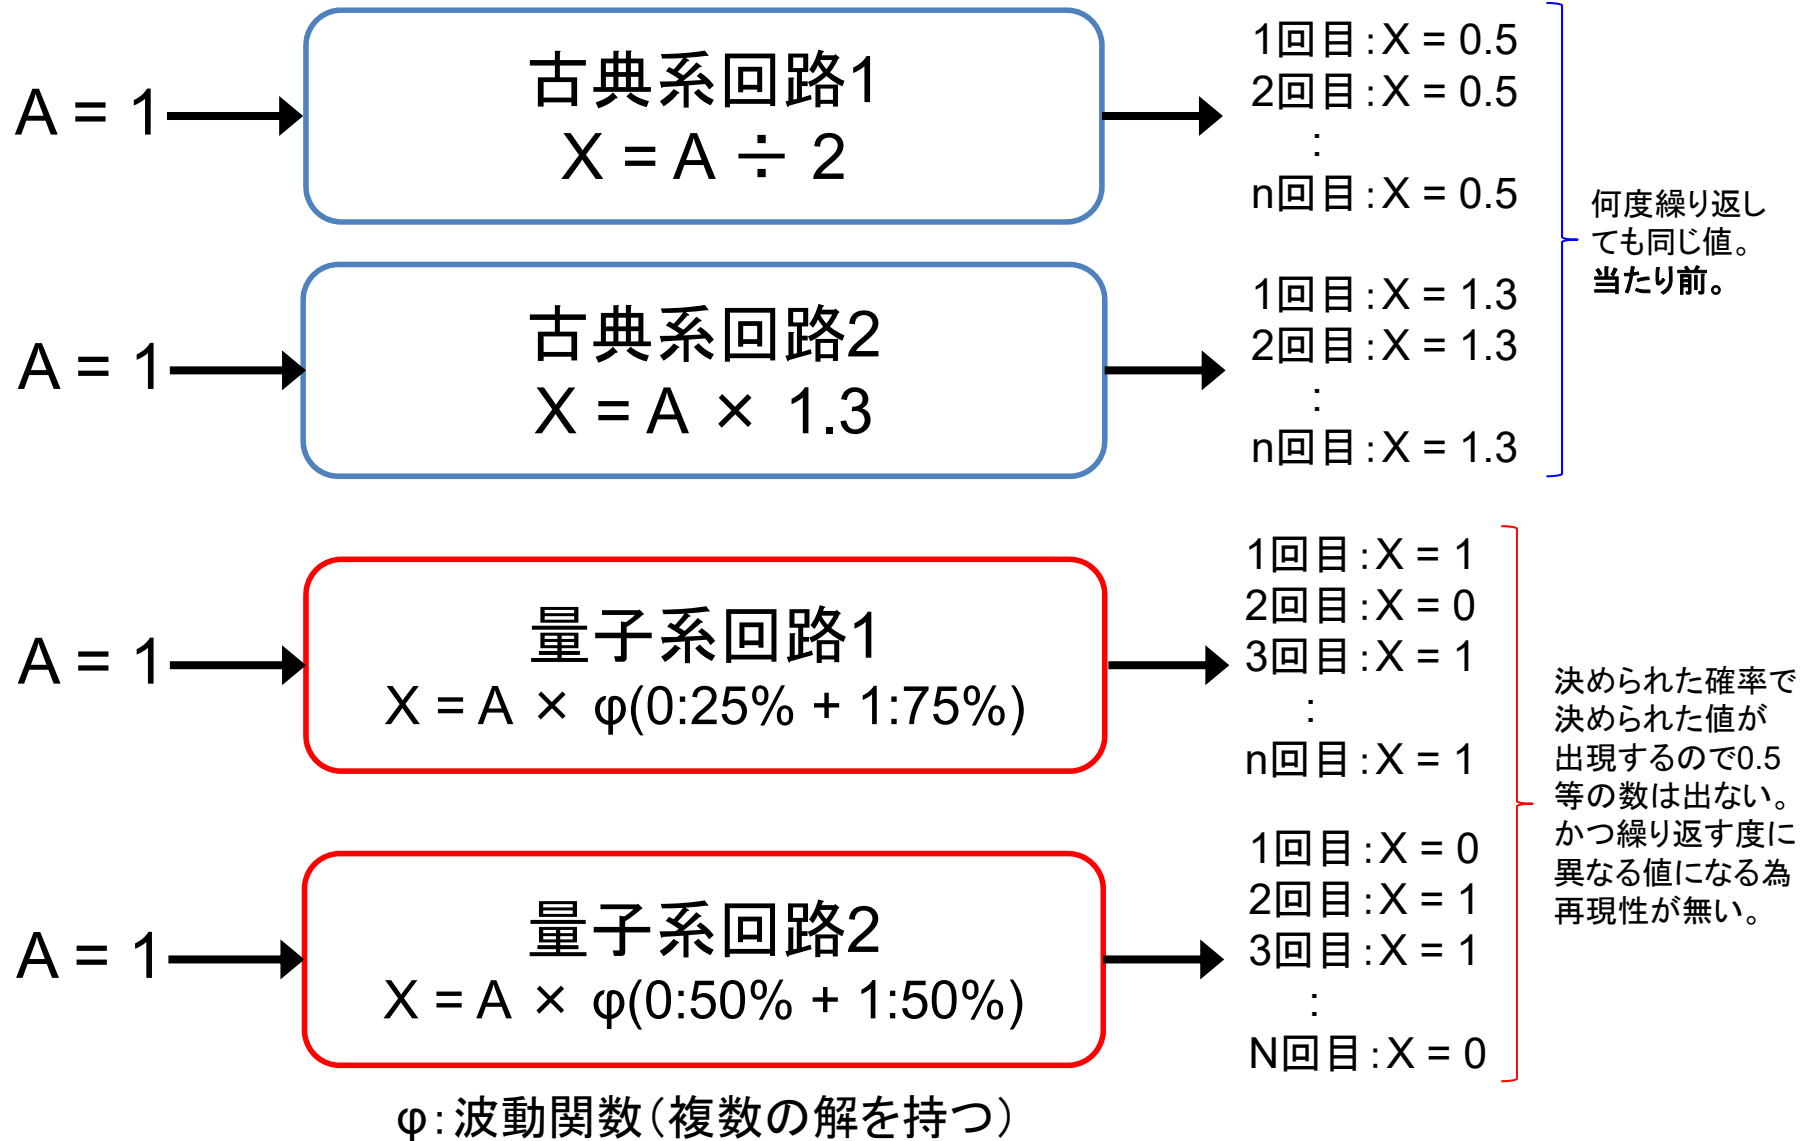 A = 1
古典系回路1
X = A ÷ 2
1回目：X = 0.5
2回目：X = 0.5
：
n回目：X = 0.5
A = 1
古典系回路2
X = A × 1.3
1回目：X = 1.3
2回目：X = 1.3
：
n回目：X = 1.3
何度繰り返し
ても同じ値。
当たり前。
A = 1
量子系回路1
X = A × φ(0:25% + 1:75%)
1回目：X = 1
2回目：X = 0
3回目：X = 1
：
n回目：X = 1
A = 1
量子系回路2
X = A × φ(0:50% + 1:50%)
1回目：X = 0
2回目：X = 1
3回目：X = 1
：
N回目：X = 0
決められた確率で
決められた値が
出現するので0.5
等の数は出ない。
かつ繰り返す度に
異なる値になる為
再現性が無い。
φ：波動関数（複数の解を持つ）